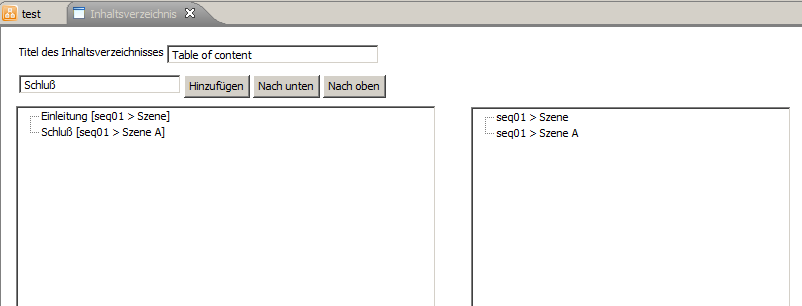 test Inhaltsverzeichnis
Titel des Inhaltsverzeichnisses Table of content
Schluß Hinzufügen Nach unten Nach oben
Einleitung [seq01 > Szene]
Schluß [seq01 > Szene A]
seq01 > Szene
seq01 > Szene A